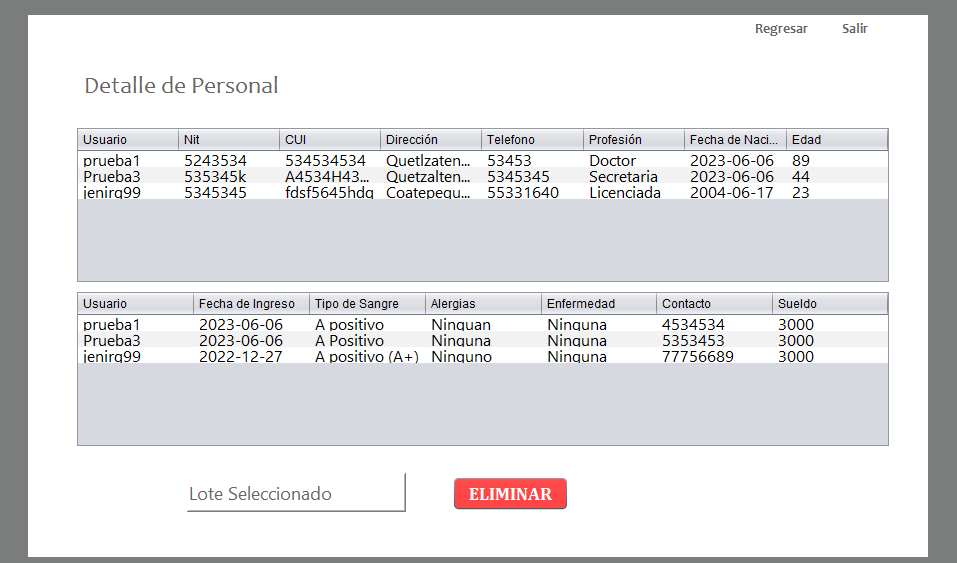 Regresar Salir
Detalle de Personal
Usuario Nit CUI Dirección Telefono Profesión Fecha de Naci... Edad
prueba1 5243534 534534534 Quetlzaten... 53453 Doctor 2023-06-06 89
Prueba3 535345k A4534H43... Quetzalten... 5345345 Secretaria 2023-06-06 44
jenirg99 5345345 fdsf5645hdg Coatepequ... 55331640 Licenciada 2004-06-17 23
Usuario Fecha de Ingreso Tipo de Sangre Alergias Enfermedad Contacto Sueldo
prueba1 2023-06-06 A positivo Ninguan Ninguna 4534534 3000
Prueba3 2023-06-06 A Positivo Ninguna Ninguna 5353453 3000
jenirg99 2022-12-27 A positivo (A+) Ninguno Ninguna 77756689 3000
Lote Seleccionado ELIMINAR